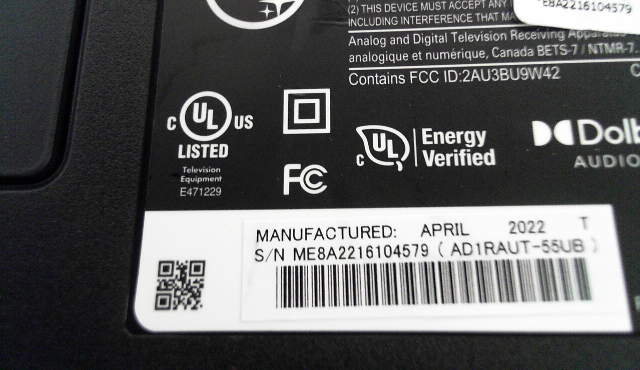 (2) THIS DEVICE MUST ACCEPT ANY
INCLUDING INTERFERENCE THAT MA
E8A2216104579
Analog and Digital Television Receiving Apparatus
analogique et numérique, Canada BETS-7 / NTMR-7.
Contains FCC ID:2AU3BU9W42
C UL US
LISTED
Television
Equipment
E471229
FC
C UL
Energy
Verified
Dolb
AUDIO
MANUFACTURED: APRIL 2022 T
S/N ME8A2216104579 ( AD1RAUT-55UB )